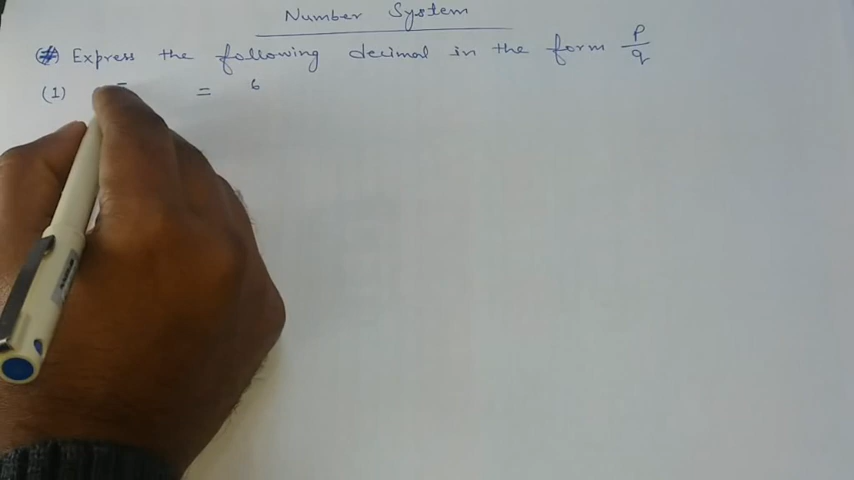 Number System
(#) Express the following decimal in the form P/q
(1) = 6